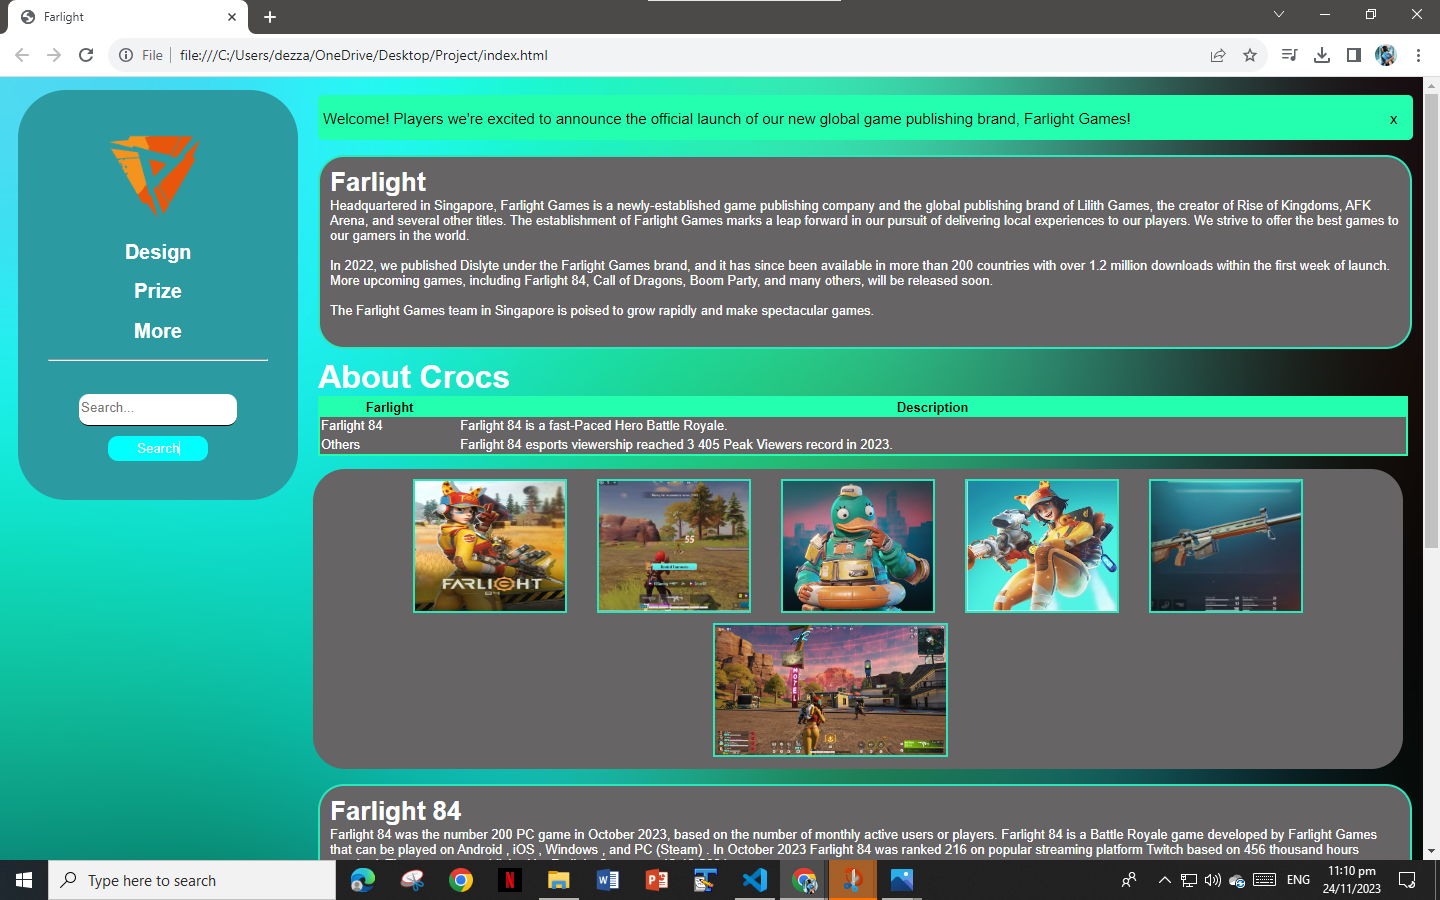 Farlight
File
file:///C:/Users/dezza/OneDrive/Desktop/Project/index.html
Design
Prize
More
Search...
Search
Welcome! Players we're excited to announce the official launch of our new global game publishing brand, Farlight Games!
x
Farlight
Headquartered in Singapore, Farlight Games is a newly-established game publishing company and the global publishing brand of Lilith Games, the creator of Rise of Kingdoms, AFK
Arena, and several other titles. The establishment of Farlight Games marks a leap forward in our pursuit of delivering local experiences to our players. We strive to offer the best games to
our gamers in the world.
In 2022, we published Dislyte under the Farlight Games brand, and it has since been available in more than 200 countries with over 1.2 million downloads within the first week of launch.
More upcoming games, including Farlight 84, Call of Dragons, Boom Party, and many others, will be released soon.
The Farlight Games team in Singapore is poised to grow rapidly and make spectacular games.
About Crocs
Farlight Description
Farlight 84 Farlight 84 is a fast-Paced Hero Battle Royale.
Others Farlight 84 esports viewership reached 3 405 Peak Viewers record in 2023.
FARLIGHT
84
55
MOTEL
Farlight 84
Farlight 84 was the number 200 PC game in October 2023, based on the number of monthly active users or players. Farlight 84 is a Battle Royale game developed by Farlight Games
that can be played on Android , iOS , Windows , and PC (Steam) . In October 2023 Farlight 84 was ranked 216 on popular streaming platform Twitch based on 456 thousand hours
Type here to search
ENG
11:10 pm
24/11/2023